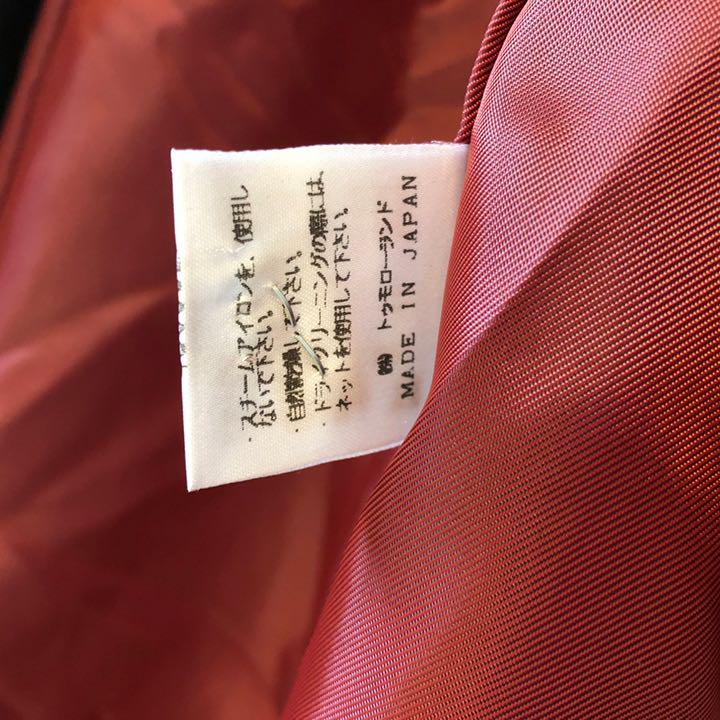 ・スチームアイロンを、使用し
ないで下さい。
・自然乾燥して下さい。
・ドライクリーニングの際には、
ネットを使用して下さい。
㈱ トゥモローランド
MADE IN JAPAN